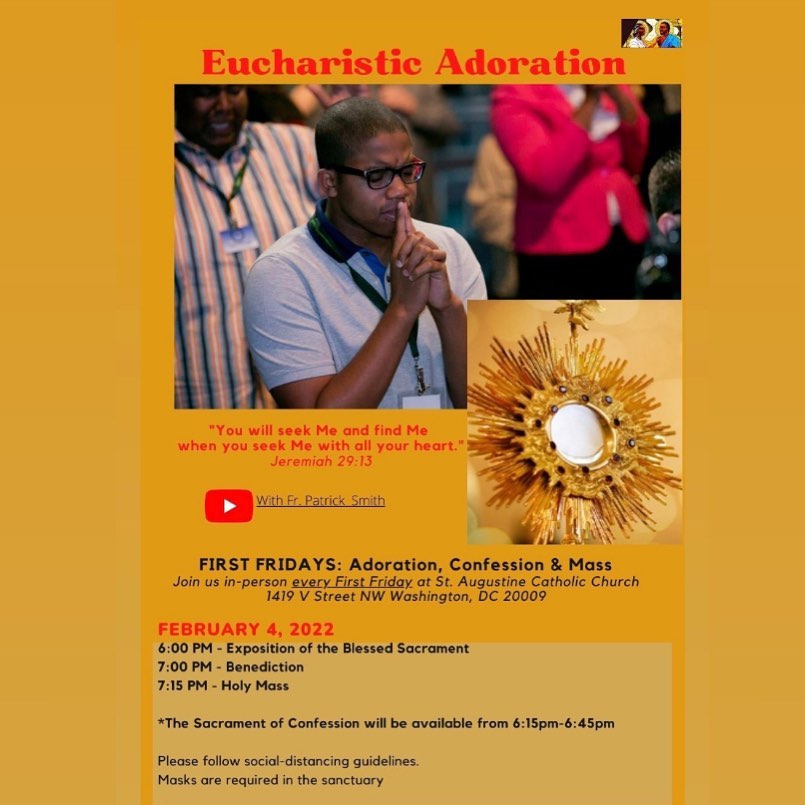 Eucharistic Adoration
"You will seek Me and find Me
when you seek Me with all your heart."
Jeremiah 29:13
With Fr. Patrick Smith
FIRST FRIDAYS: Adoration, Confession & Mass
Join us in-person every First Friday at St. Augustine Catholic Church
1419 V Street NW Washington, DC 20009
FEBRUARY 4, 2022
6:00 PM - Exposition of the Blessed Sacrament
7:00 PM - Benediction
7:15 PM - Holy Mass
*The Sacrament of Confession will be available from 6:15pm-6:45pm
Please follow social-distancing guidelines.
Masks are required in the sanctuary